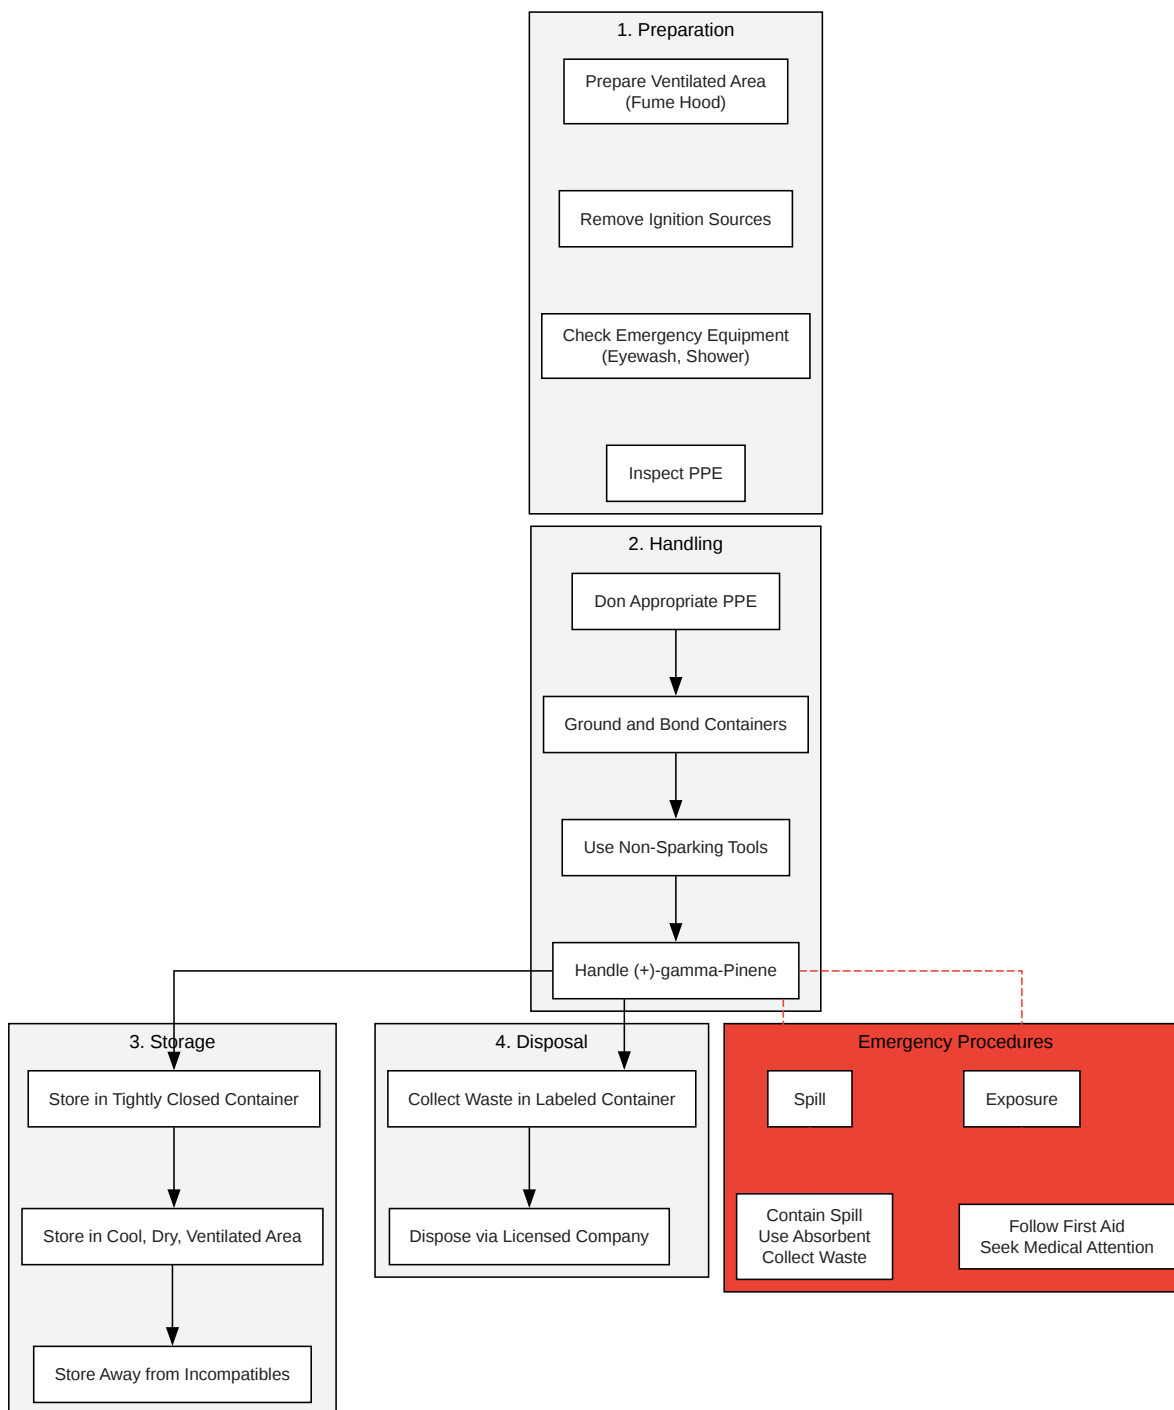 1. Preparation
Prepare Ventilated Area
(Fume Hood)
Remove Ignition Sources
Check Emergency Equipment
(Eyewash, Shower)
Inspect PPE
2. Handling
Don Appropriate PPE
Ground and Bond Containers
Use Non-Sparking Tools
Handle (+)-gamma-Pinene
3. Storage
Store in Tightly Closed Container
Store in Cool, Dry, Ventilated Area
Store Away from Incompatibles
4. Disposal
Collect Waste in Labeled Container
Dispose via Licensed Company
Emergency Procedures
Spill
Contain Spill
Use Absorbent
Collect Waste
Exposure
Follow First Aid
Seek Medical Attention